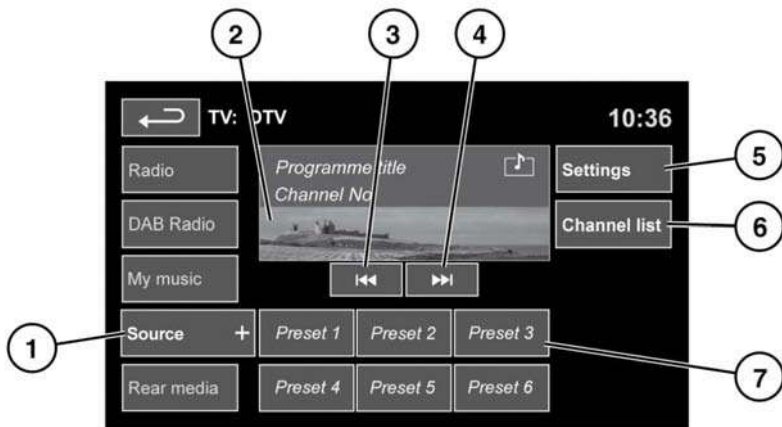 2
3
4
TV: DTV
10:36
Radio
Programme title
Channel No
Settings
5
DAB Radio
Channel list
6
My music
1
Source +
Preset 1
Preset 2
Preset 3
7
Rear media
Preset 4
Preset 5
Preset 6